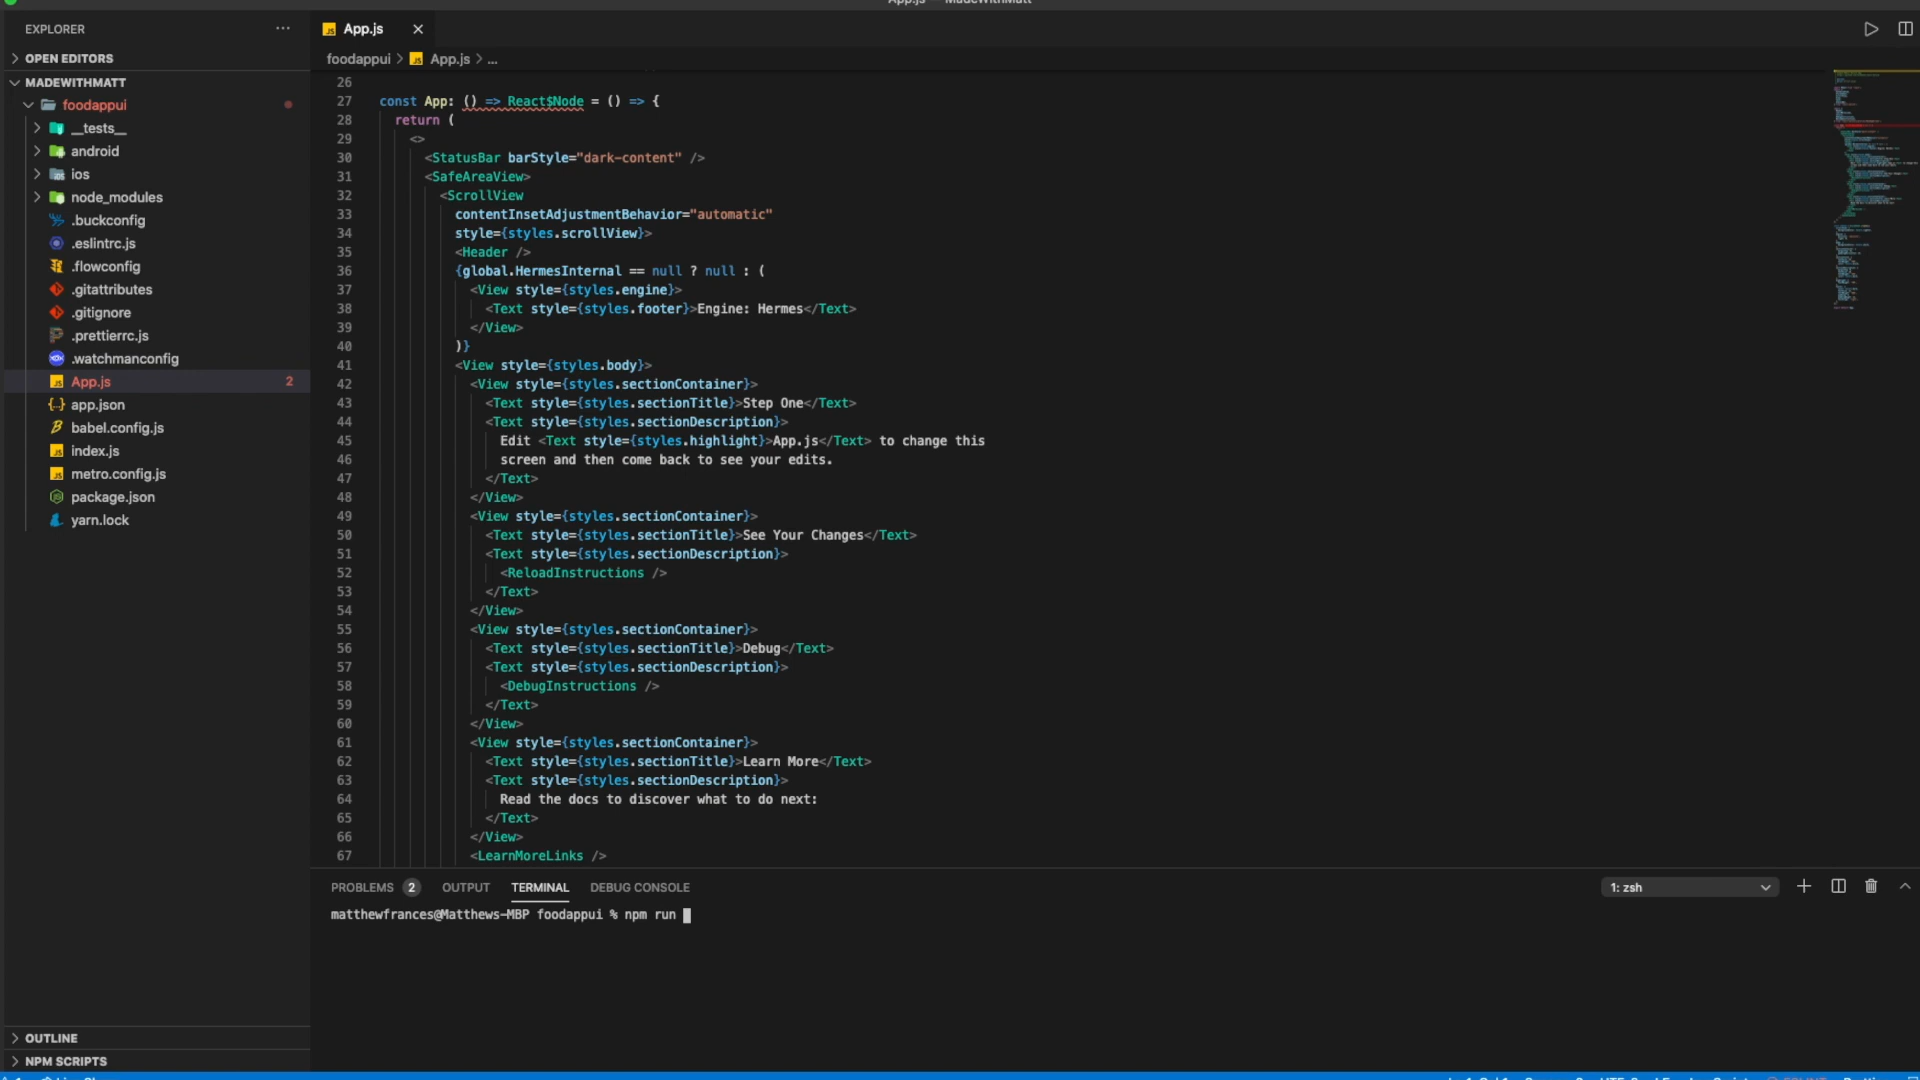 App.js — MadeWithMatt
EXPLORER
OPEN EDITORS
MADEWITHMATT
foodappui
__tests__
android
ios
node_modules
.buckconfig
.eslintrc.js
.flowconfig
.gitattributes
.gitignore
.prettierrc.js
.watchmanconfig
App.js 2
app.json
babel.config.js
index.js
metro.config.js
package.json
yarn.lock
OUTLINE
NPM SCRIPTS
App.js
foodappui > App.js > ...
26
27 const App: () => React$Node = () => {
28 return (
29 <>
30 <StatusBar barStyle="dark-content" />
31 <SafeAreaView>
32 <ScrollView
33 contentInsetAdjustmentBehavior="automatic"
34 style={styles.scrollView}>
35 <Header />
36 {global.HermesInternal == null ? null : (
37 <View style={styles.engine}>
38 <Text style={styles.footer}>Engine: Hermes</Text>
39 </View>
40 )}
41 <View style={styles.body}>
42 <View style={styles.sectionContainer}>
43 <Text style={styles.sectionTitle}>Step One</Text>
44 <Text style={styles.sectionDescription}>
45 Edit <Text style={styles.highlight}>App.js</Text> to change this
46 screen and then come back to see your edits.
47 </Text>
48 </View>
49 <View style={styles.sectionContainer}>
50 <Text style={styles.sectionTitle}>See Your Changes</Text>
51 <Text style={styles.sectionDescription}>
52 <ReloadInstructions />
53 </Text>
54 </View>
55 <View style={styles.sectionContainer}>
56 <Text style={styles.sectionTitle}>Debug</Text>
57 <Text style={styles.sectionDescription}>
58 <DebugInstructions />
59 </Text>
60 </View>
61 <View style={styles.sectionContainer}>
62 <Text style={styles.sectionTitle}>Learn More</Text>
63 <Text style={styles.sectionDescription}>
64 Read the docs to discover what to do next:
65 </Text>
66 </View>
67 <LearnMoreLinks />
PROBLEMS 2 OUTPUT TERMINAL DEBUG CONSOLE 1: zsh
matthewfrances@Matthews-MBP foodappui % npm run